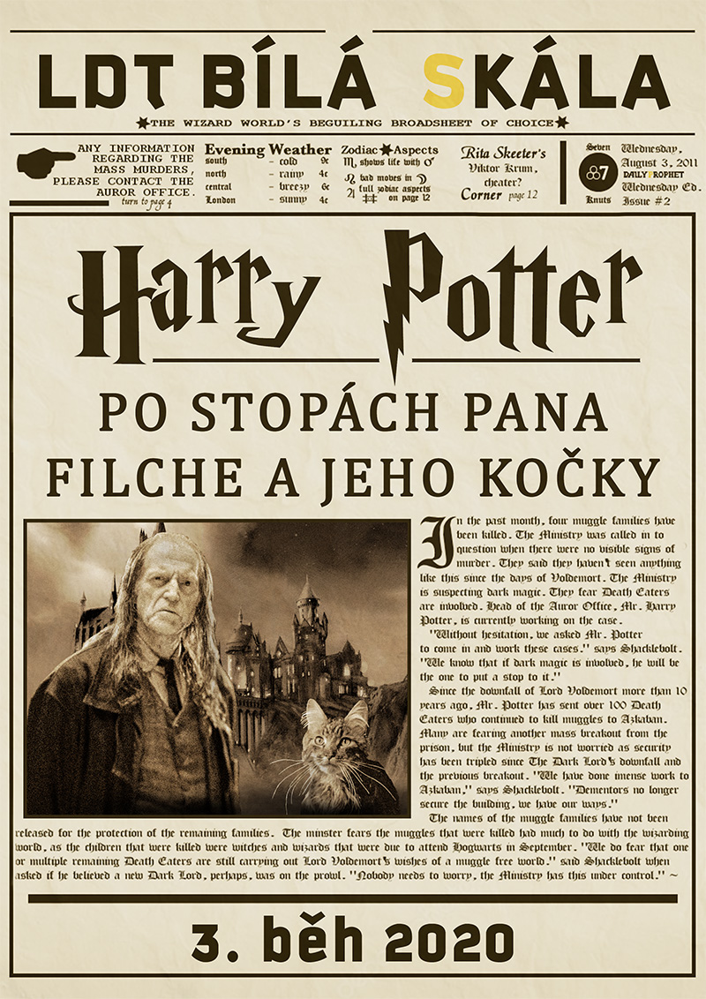 LDT BÍLÁ SKÁLA
THE WIZARD WORLD'S BEGUILING BROADSHEET OF CHOICE
ANY INFORMATION
REGARDING THE
MASS MURDERS,
PLEASE CONTACT THE
AUROR OFFICE.
turn to page 4
Evening Weather
south - cold 9c
north - rainy 4c
central - breezy 6c
London - sunny 4c
Zodiac Aspects
♏, shows life with ♂
♌ bad moves in ☽
♃ full zodiac aspects
on page 12
Rita Skeeter's
Viktor Krum,
cheater?
Corner page 12
Seven
7
Knuts
Wednesday,
August 3, 2011
DAILY PROPHET
Wednesday Ed.
Issue #2
Harry Potter
PO STOPÁCH PANA
FILCHE A JEHO KOČKY
In the past month, four muggle families have
been killed. The Ministry was called in to
question when there were no visible signs of
murder. They said they haven't seen anything
like this since the days of Voldemort. The Ministry
is suspecting dark magic. They fear Death Eaters
are involved. Head of the Auror Office, Mr. Harry
Potter, is currently working on the case.
"Without hesitation, we asked Mr. Potter
to come in and work these cases." says Shacklebolt.
"We know that if dark magic is involved, he will be
the one to put a stop to it."
Since the downfall of Lord Voldemort more than 10
years ago, Mr. Potter has sent over 100 Death
Eaters who continued to kill muggles to Azkaban.
Many are fearing another mass breakout from the
prison, but the Ministry is not worried as security
has been tripled since The Dark Lord's downfall and
the previous breakout. "We have done imense work to
Azkaban," says Shacklebolt. "Dementors no longer
secure the building, we have our ways."
The names of the muggle families have not been
released for the protection of the remaining families. The minster fears the muggles that were killed had much to do with the wizarding
world, as the children that were killed were witches and wizards that were due to attend Hogwarts in September. "We do fear that one
or multiple remaining Death Eaters are still carrying out Lord Voldemort's wishes of a muggle free world." said Shacklebolt when
asked if he believed a new Dark Lord, perhaps, was on the prowl. "Nobody needs to worry, the Ministry has this under control." ~
3. běh 2020